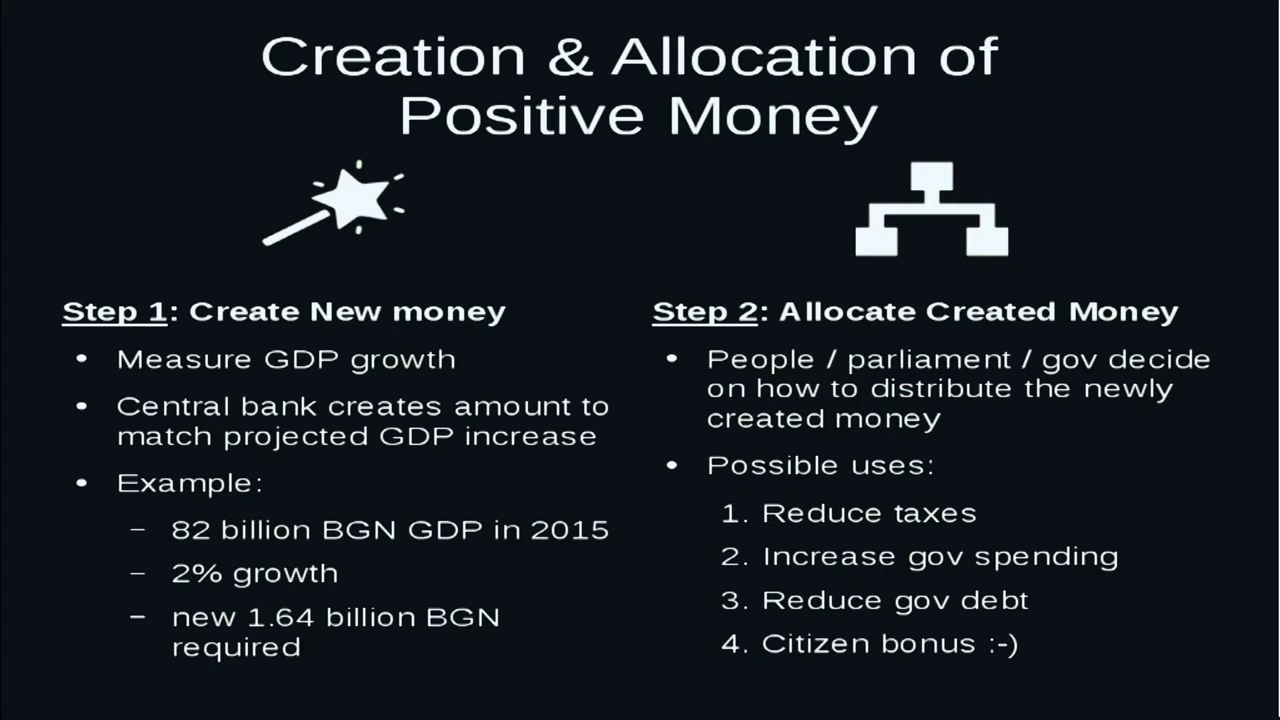 Creation & Allocation of
Positive Money
Step 1: Create New money
• Measure GDP growth
• Central bank creates amount to
match projected GDP increase
• Example:
– 82 billion BGN GDP in 2015
– 2% growth
– new 1.64 billion BGN
required
Step 2: Allocate Created Money
• People / parliament / gov decide
on how to distribute the newly
created money
• Possible uses:
1. Reduce taxes
2. Increase gov spending
3. Reduce gov debt
4. Citizen bonus :-)